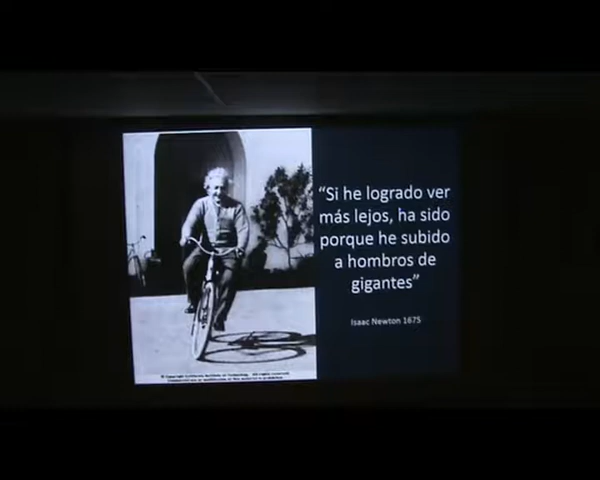 “Si he logrado ver
más lejos, ha sido
porque he subido
a hombros de
gigantes”
Isaac Newton 1675